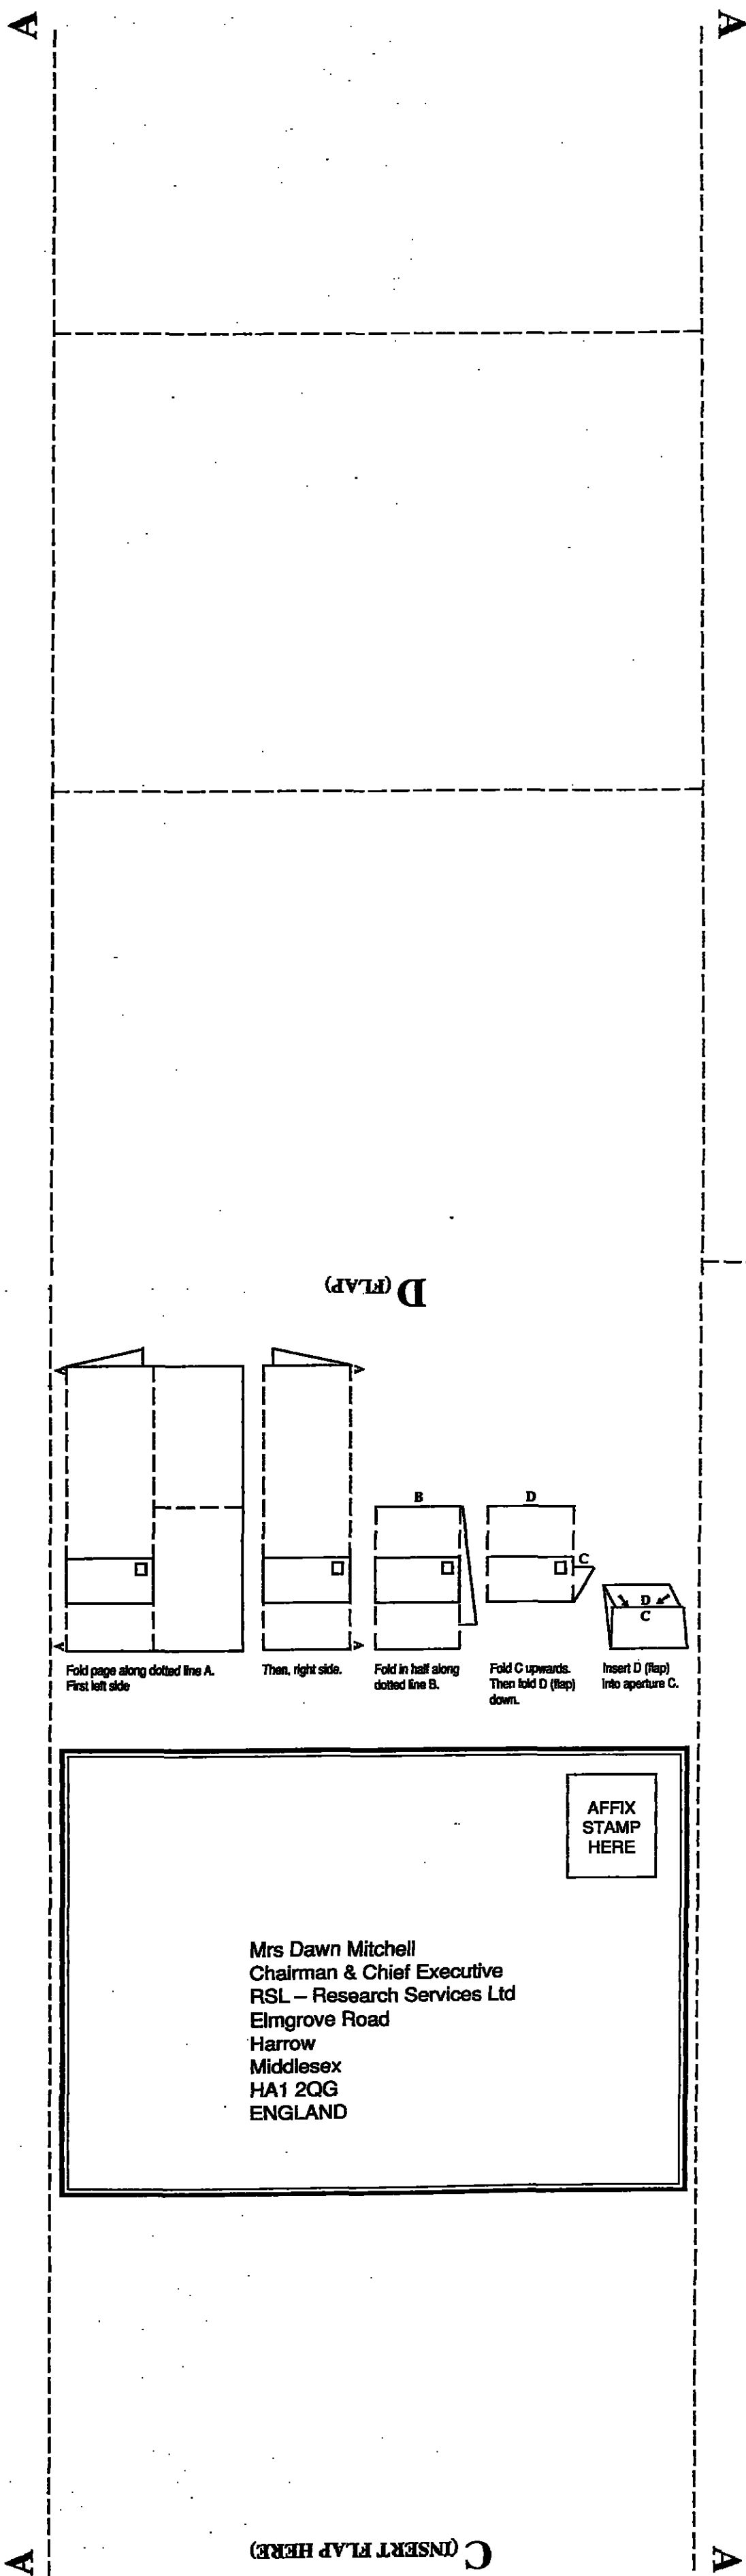 A A
D (FLAP)
B D
C
D
C
Fold page along dotted line A.
First left side
Then, right side.
Fold in half along
dotted line B.
Fold C upwards.
Then fold D (flap)
down.
Insert D (flap)
into aperture C.
AFFIX
STAMP
HERE
Mrs Dawn Mitchell
Chairman & Chief Executive
RSL – Research Services Ltd
Elmgrove Road
Harrow
Middlesex
HA1 2QG
ENGLAND
C (INSERT FLAP HERE)
A A